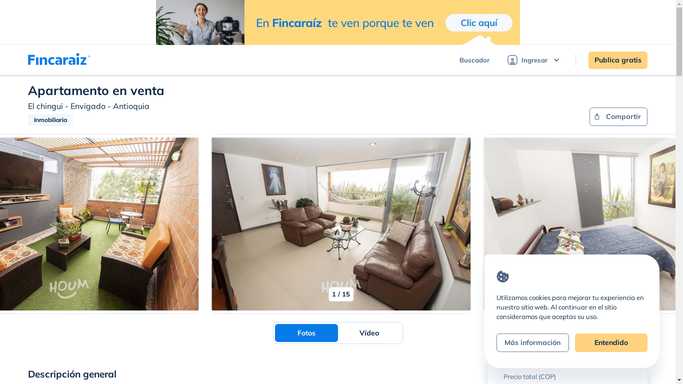 En Fincaraíz te ven porque te ven
Clic aquí
Fincaraíz
Buscador
Ingresar
Publica gratis
Apartamento en venta
El chingui - Envigado - Antioquia
Inmobiliaria
Compartir
HOUM
HOUM
1 / 15
Fotos
Vídeo
Utilizamos cookies para mejorar tu experiencia en
nuestro sitio web. Al continuar en el sitio
consideramos que aceptas su uso.
Más información
Entendido
Descripción general
Precio total (COP)